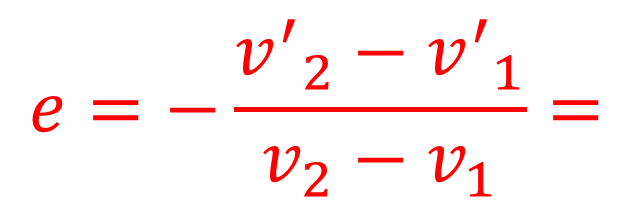 e = − (v′₂ − v′₁) / (v₂ − v₁) =